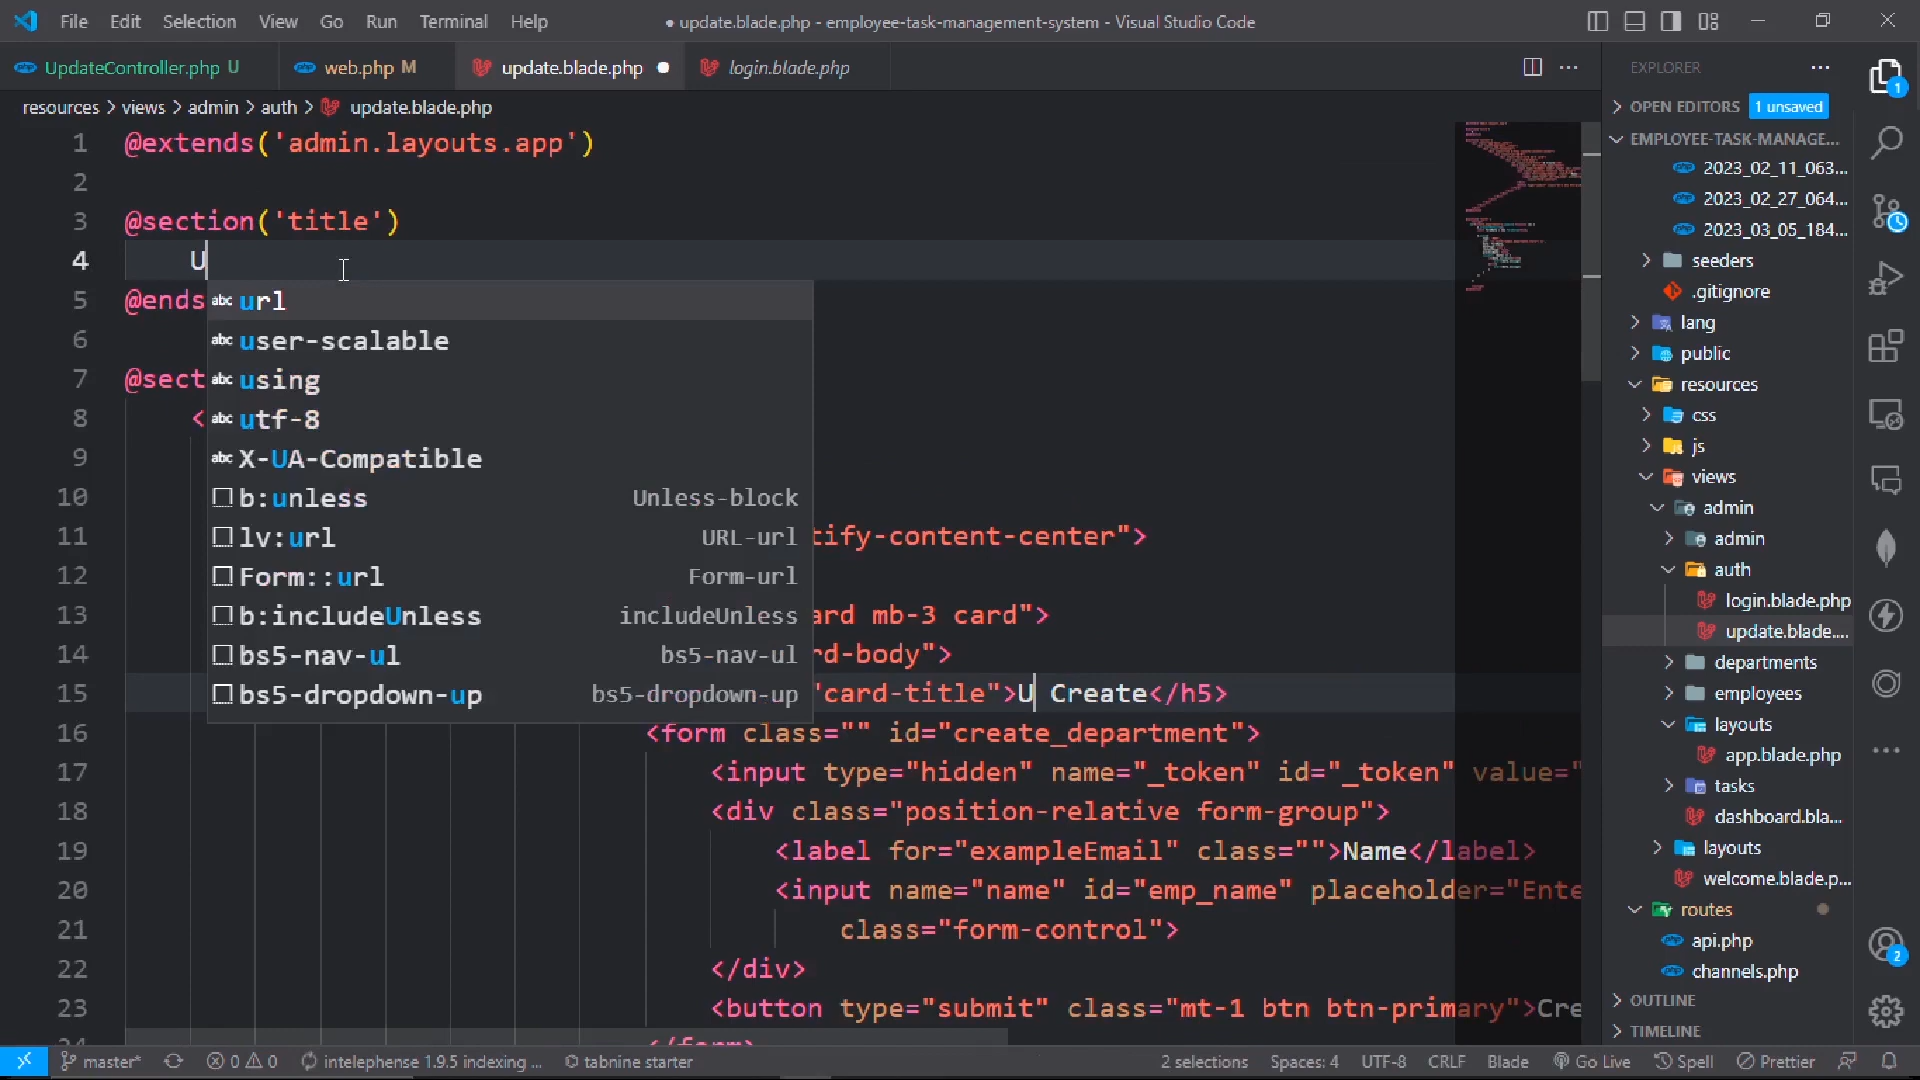 File Edit Selection View Go Run Terminal Help ● update.blade.php - employee-task-management-system - Visual Studio Code
UpdateController.php U web.php M update.blade.php ● login.blade.php
resources > views > admin > auth > update.blade.php
1 @extends('admin.layouts.app')
2
3 @section('title')
4 U
5 @ends
6
7 @sect
8 <
9
10
11 tify-content-center">
12
13 ard mb-3 card">
14 rd-body">
15 "card-title">U Create</h5>
16 <form class="" id="create_department">
17 <input type="hidden" name="_token" id="_token" value="
18 <div class="position-relative form-group">
19 <label for="exampleEmail" class="">Name</label>
20 <input name="name" id="emp_name" placeholder="Ente
21 class="form-control">
22 </div>
23 <button type="submit" class="mt-1 btn btn-primary">Cre
24 </form>
abc url
abc user-scalable
abc using
abc utf-8
abc X-UA-Compatible
b:unless Unless-block
lv:url URL-url
Form::url Form-url
b:includeUnless includeUnless
bs5-nav-ul bs5-nav-ul
bs5-dropdown-up bs5-dropdown-up
EXPLORER
OPEN EDITORS 1 unsaved
EMPLOYEE-TASK-MANAGE...
2023_02_11_063...
2023_02_27_064...
2023_03_05_184...
seeders
.gitignore
lang
public
resources
css
js
views
admin
admin
auth
login.blade.php
update.blade....
departments
employees
layouts
app.blade.php
tasks
dashboard.bla...
layouts
welcome.blade.p...
routes
api.php
channels.php
OUTLINE
TIMELINE
1
2
master* 0 0 intelephense 1.9.5 indexing ... tabnine starter 2 selections Spaces: 4 UTF-8 CRLF Blade Go Live Spell Prettier